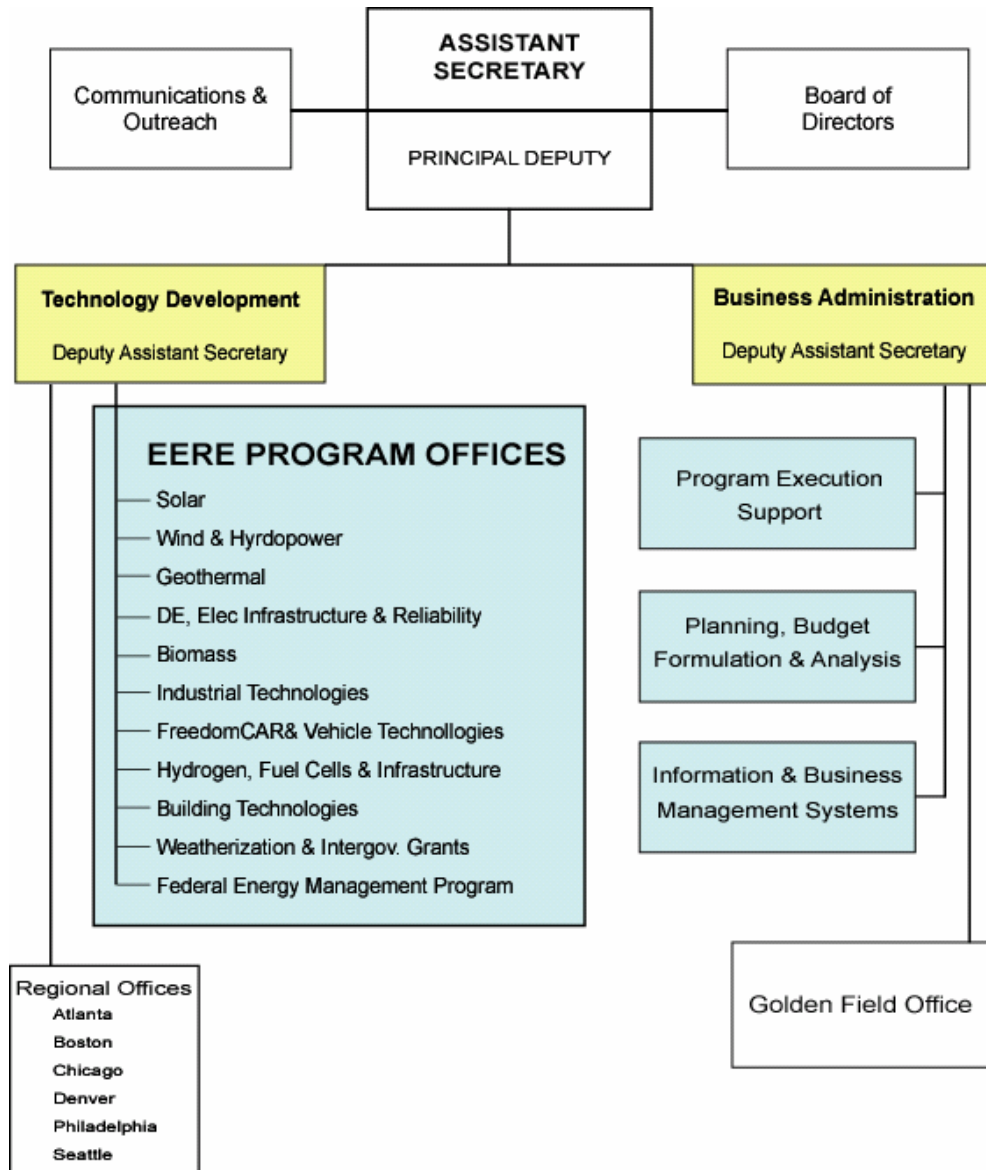 ASSISTANT
SECRETARY
PRINCIPAL DEPUTY
Communications &
Outreach
Board of
Directors
Technology Development
Deputy Assistant Secretary
Business Administration
Deputy Assistant Secretary
EERE PROGRAM OFFICES
Solar
Wind & Hyrdopower
Geothermal
DE, Elec Infrastructure & Reliability
Biomass
Industrial Technologies
FreedomCAR& Vehicle Technollogies
Hydrogen, Fuel Cells & Infrastructure
Building Technologies
Weatherization & Intergov. Grants
Federal Energy Management Program
Program Execution
Support
Planning, Budget
Formulation & Analysis
Information & Business
Management Systems
Regional Offices
Atlanta
Boston
Chicago
Denver
Philadelphia
Seattle
Golden Field Office